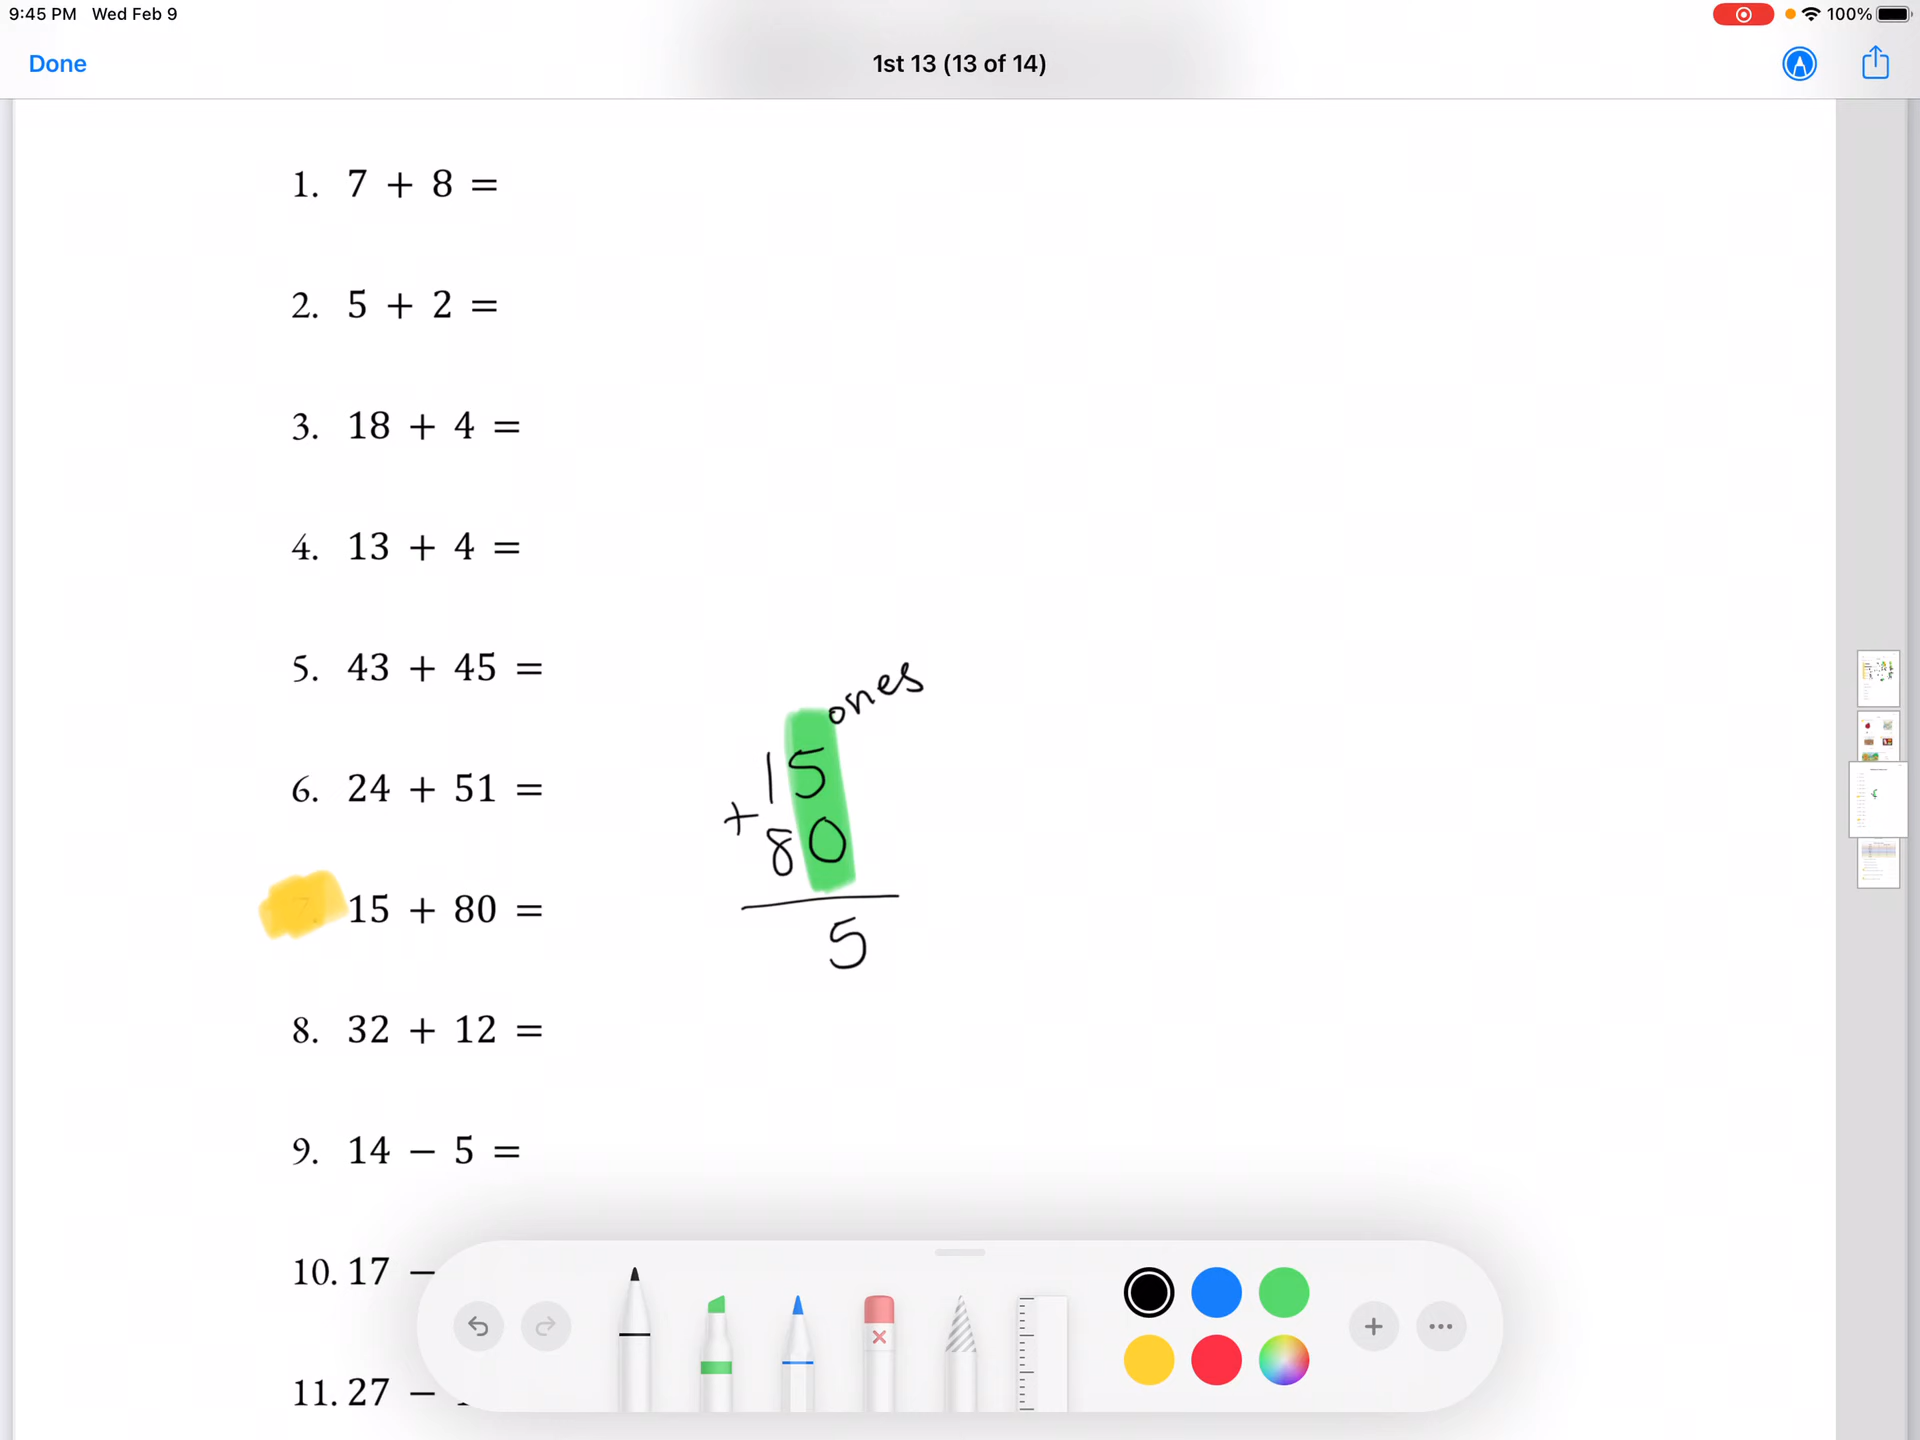 9:45 PM Wed Feb 9
100%
Done
1st 13 (13 of 14)
1. 7 + 8 =
2. 5 + 2 =
3. 18 + 4 =
4. 13 + 4 =
5. 43 + 45 =
ones
15
+ 80
5
6. 24 + 51 =
7. 15 + 80 =
8. 32 + 12 =
9. 14 − 5 =
10. 17 −
11. 27 −